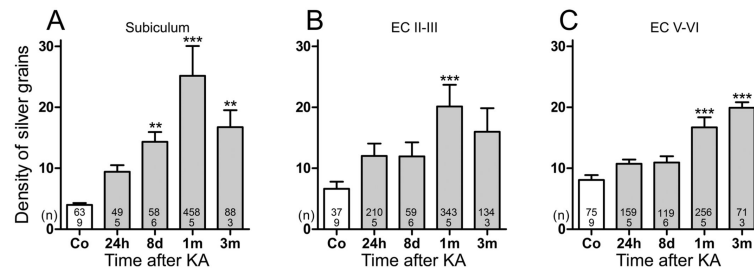 A
Subiculum
Density of silver grains
30
20
10
0
(n)
***
**
**
63 49 58 458 88
9 5 6 5 3
Co 24h 8d 1m 3m
Time after KA
B
EC II-III
30
20
10
0
(n)
***
37 210 59 343 134
9 5 6 5 3
Co 24h 8d 1m 3m
Time after KA
C
EC V-VI
30
20
10
0
(n)
***
***
75 159 119 256 71
9 5 6 5 3
Co 24h 8d 1m 3m
Time after KA